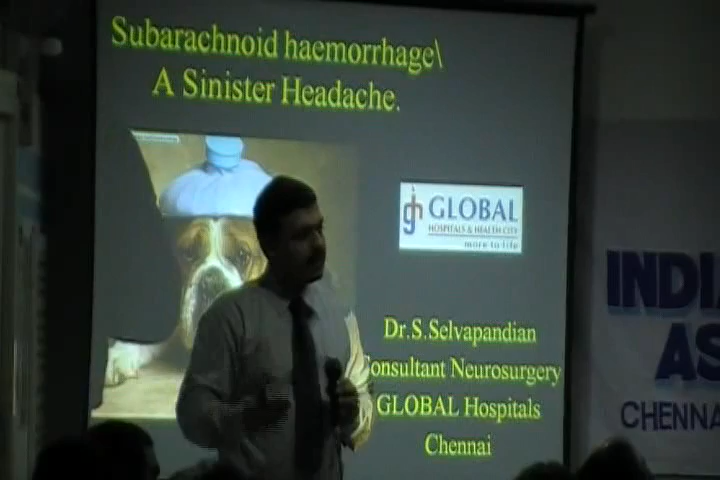 Subarachnoid haemorrhage\
A Sinister Headache.
GLOBAL
HOSPITALS & HEALTH CITY
more to life
Dr.S.Selvapandian
onsultant Neurosurgery
GLOBAL Hospitals
Chennai
INDI
AS
CHENNA